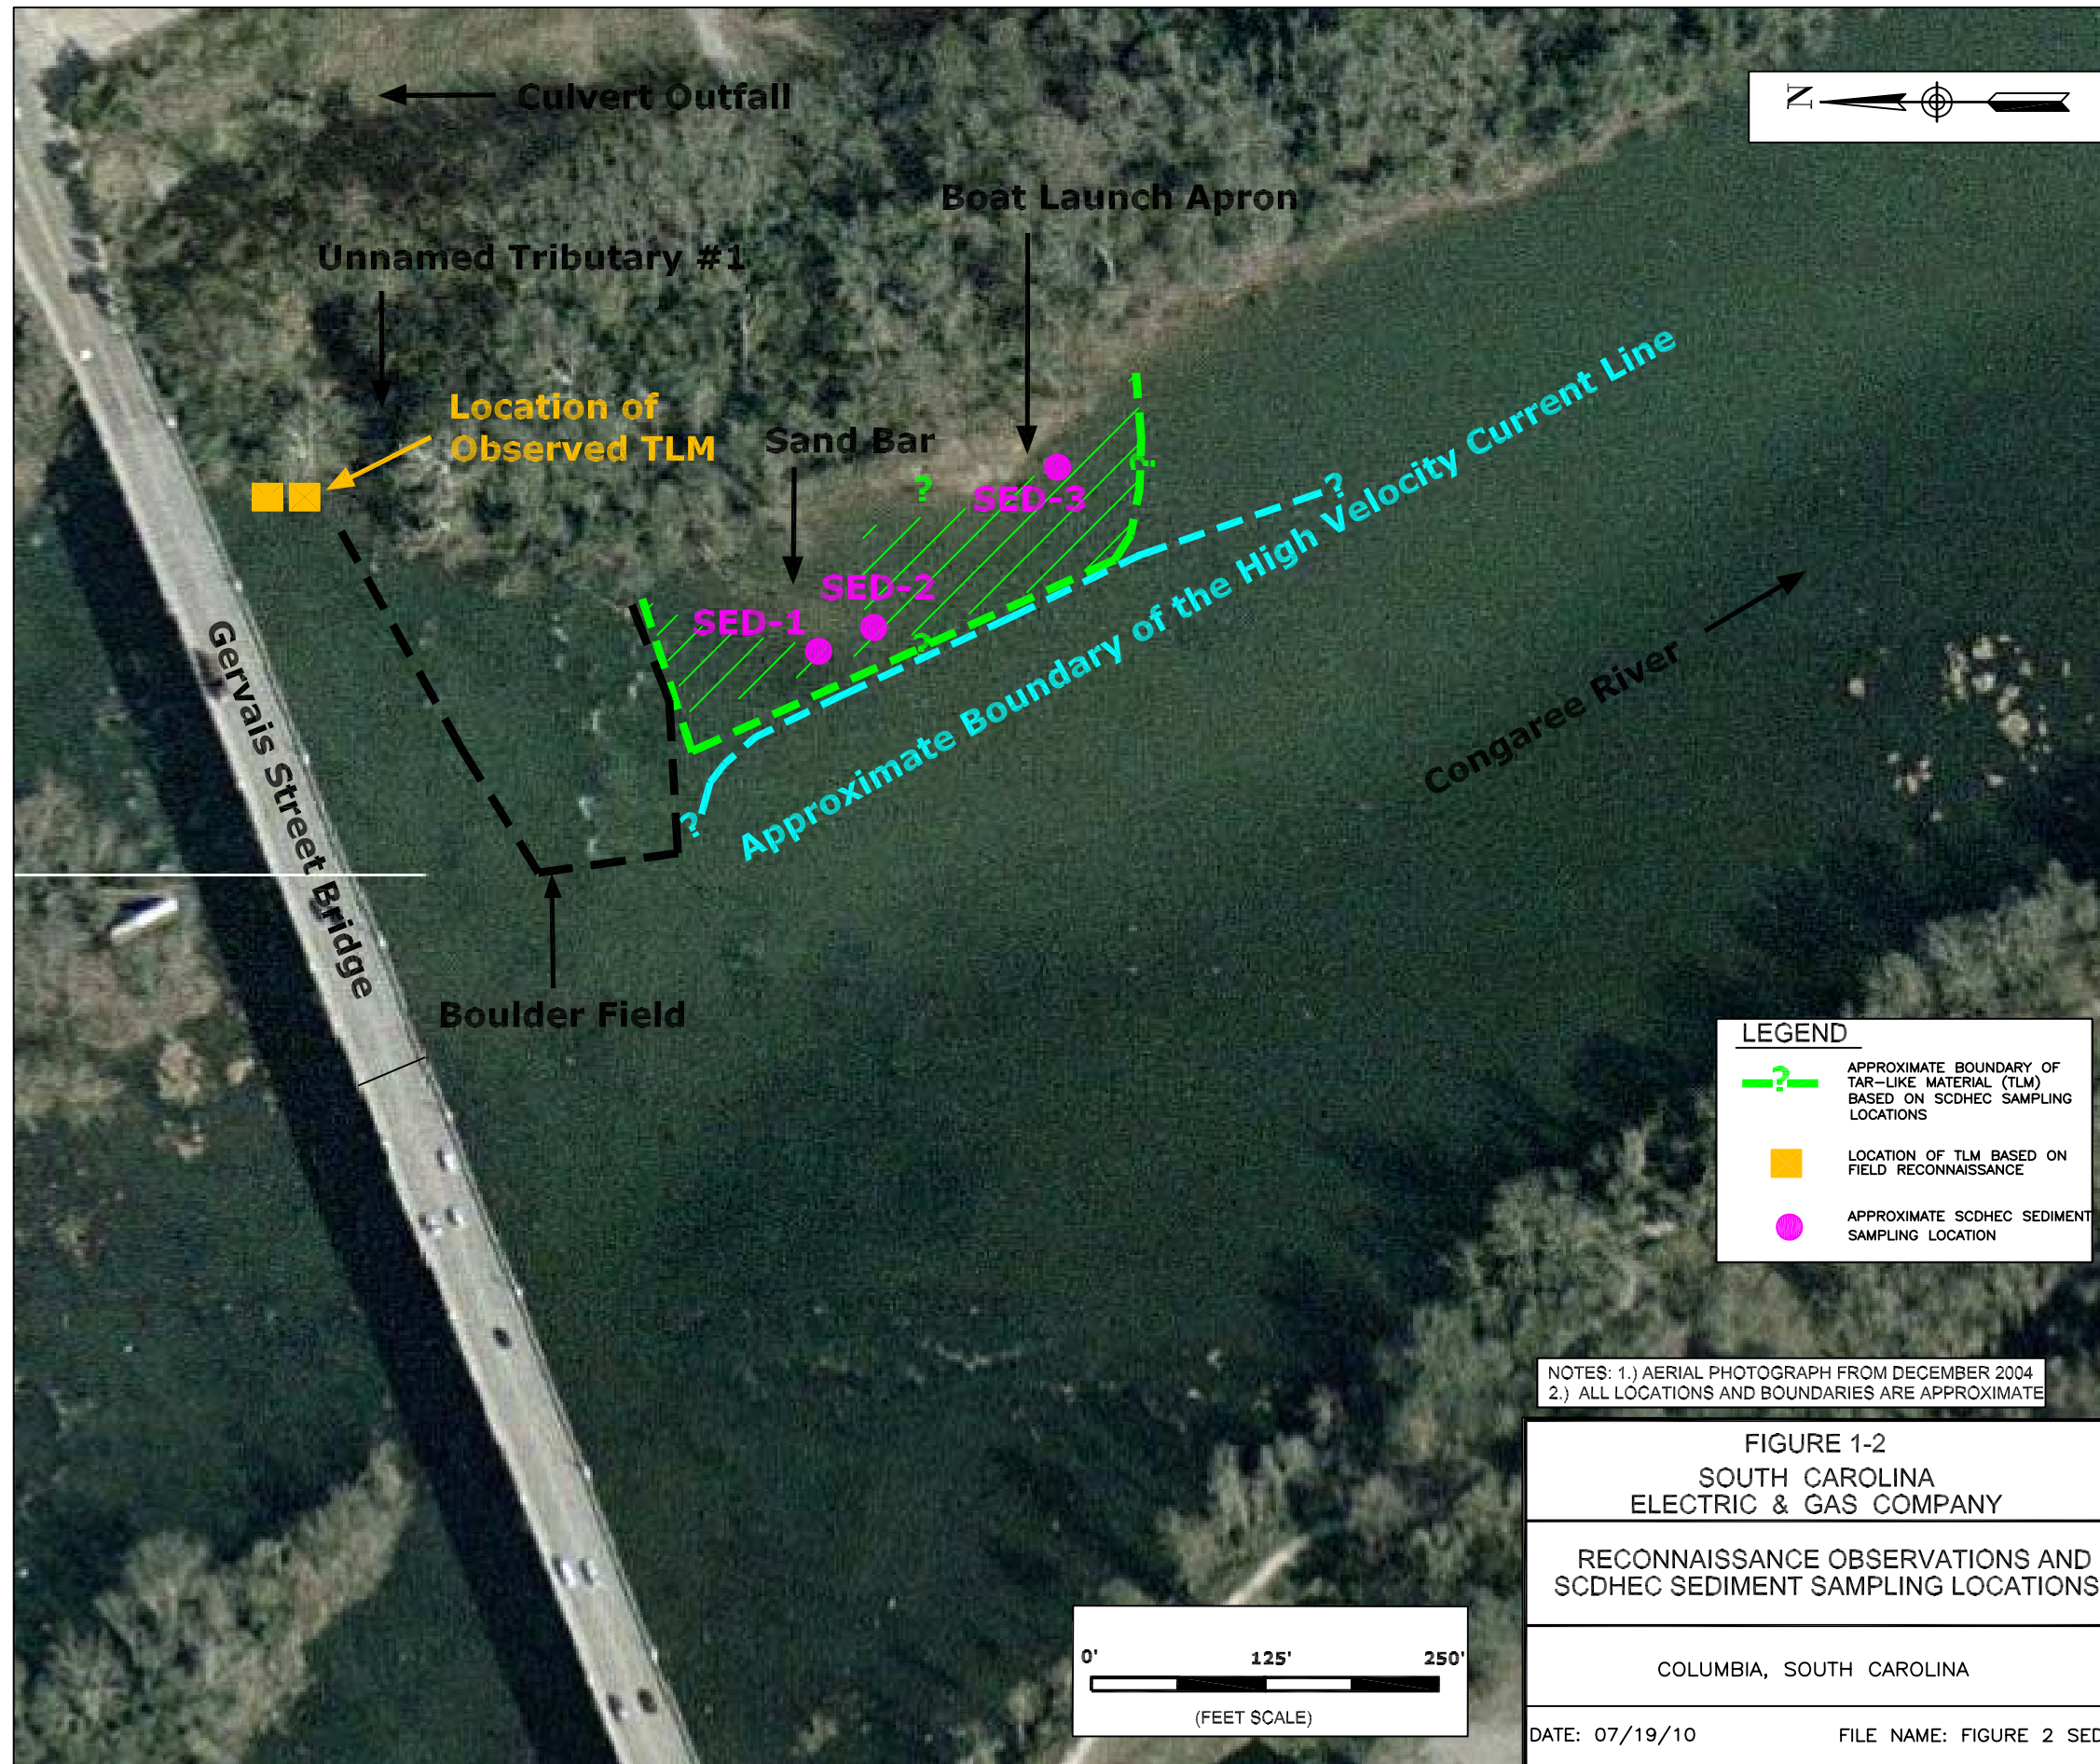 Culvert Outfall
N
Boat Launch Apron
Unnamed Tributary #1
Location of
Observed TLM
Sand Bar
?
?
SED-3
?
SED-2
SED-1
?
?
Approximate Boundary of the High Velocity Current Line
Congaree River
Gervais Street Bridge
Boulder Field
LEGEND
?
APPROXIMATE BOUNDARY OF
TAR-LIKE MATERIAL (TLM)
BASED ON SCDHEC SAMPLING
LOCATIONS
LOCATION OF TLM BASED ON
FIELD RECONNAISSANCE
APPROXIMATE SCDHEC SEDIMENT
SAMPLING LOCATION
NOTES: 1.) AERIAL PHOTOGRAPH FROM DECEMBER 2004
2.) ALL LOCATIONS AND BOUNDARIES ARE APPROXIMATE
FIGURE 1-2
SOUTH CAROLINA
ELECTRIC & GAS COMPANY
RECONNAISSANCE OBSERVATIONS AND
SCDHEC SEDIMENT SAMPLING LOCATIONS
COLUMBIA, SOUTH CAROLINA
DATE: 07/19/10 FILE NAME: FIGURE 2 SED
0' 125' 250'
(FEET SCALE)